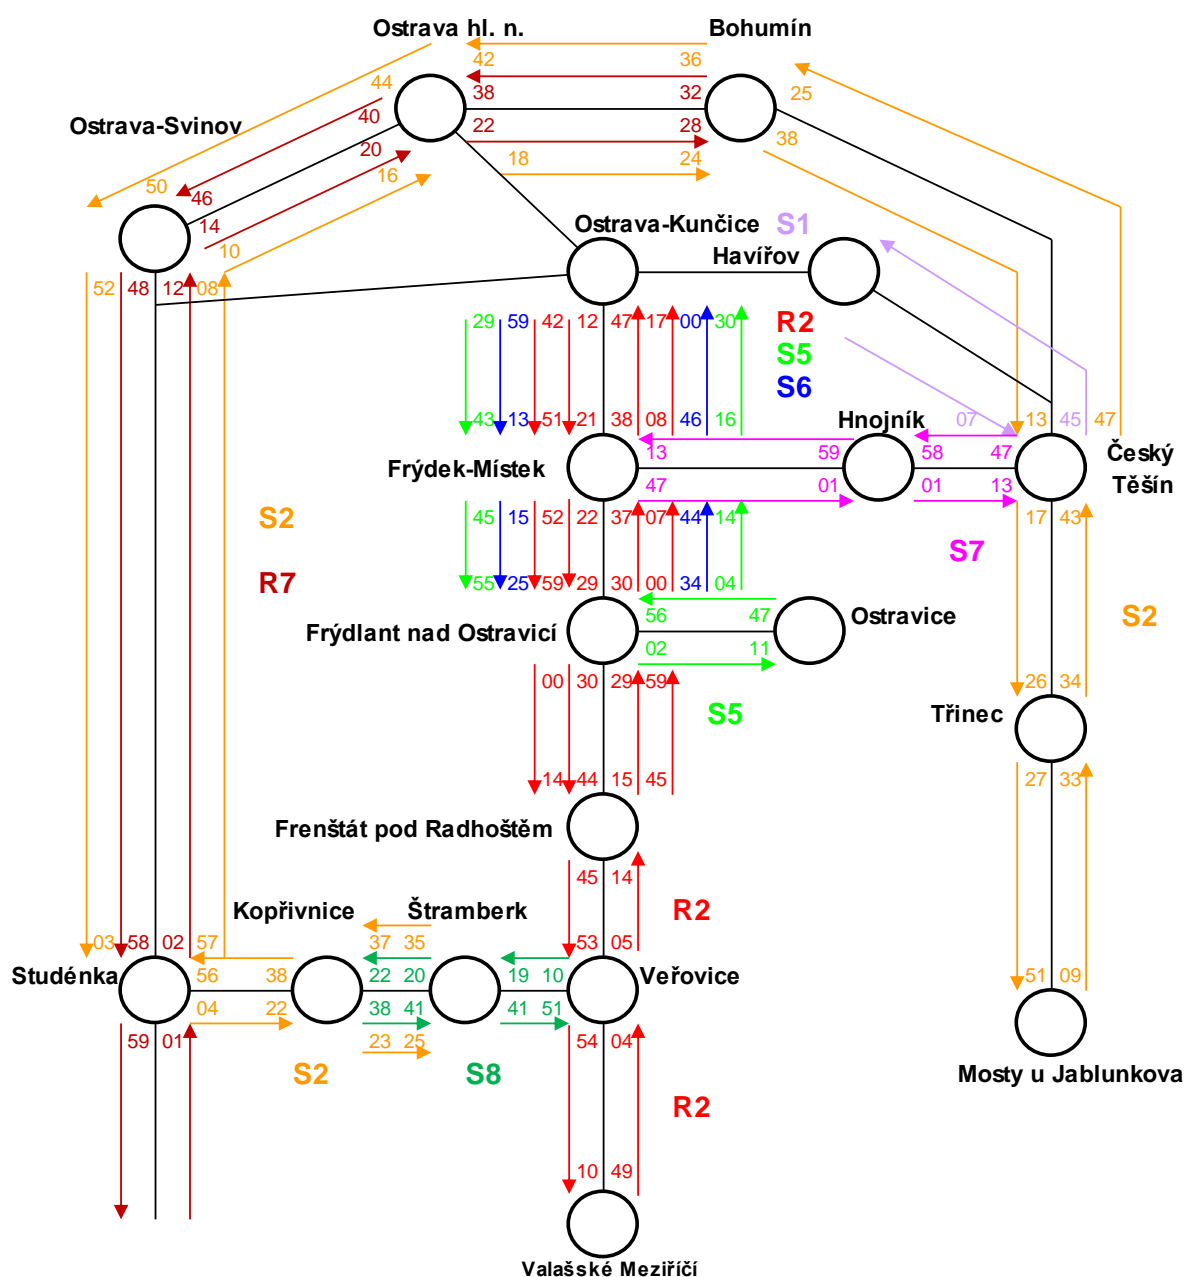 Ostrava hl. n. Bohumín
42 36
44 25
38 32
40
Ostrava-Svinov
22 28
38
20
18 24
16
50
46
14
Ostrava-Kunčice S1
10
Havířov
52 48 12 08
29 59 42 12 47 17 00 30 R2
S5
S6
43 13 51 21 38 08 46 16
Hnojník 07 13 45 47
13 59 58 47
Frýdek-Místek
Český
Těšín
47 01 01 13
S2
45 15 52 22 37 07 44 14
17 43
S7
R7
55 25 59 29 30 00 34 04
56 47
Ostravice
S2
Frýdlant nad Ostravicí
02 11
00 30 29 59
26 34
S5
Třinec
14 44 15 45
27 33
Frenštát pod Radhoštěm
45 14
Kopřivnice Štramberk
R2
37 35
03 58 02 57
53 05
56 38 22 20 19 10
Studénka
Veřovice
51 09
04 22 38 41 41 51
59 01
23 25
54 04
S2 S8
Mosty u Jablunkova
R2
10 49
Valašské Meziříčí